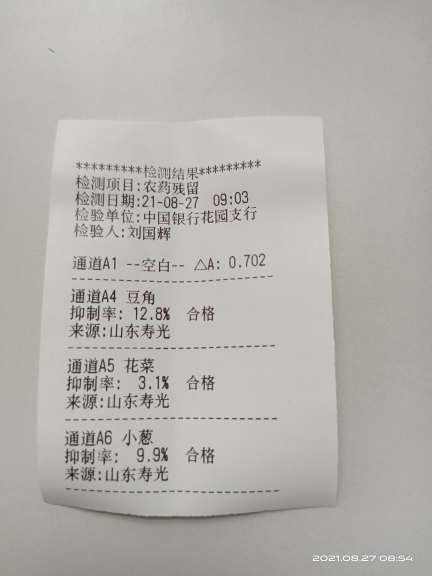 *********检测结果*********
检测项目:农药残留
检测日期:21-08-27 09:03
检验单位:中国银行花园支行
检验人:刘国辉
通道A1 --空白-- △A: 0.702
通道A4 豆角
抑制率: 12.8% 合格
来源:山东寿光
通道A5 花菜
抑制率: 3.1% 合格
来源:山东寿光
通道A6 小葱
抑制率: 9.9% 合格
来源:山东寿光
2021.08.27 08:54